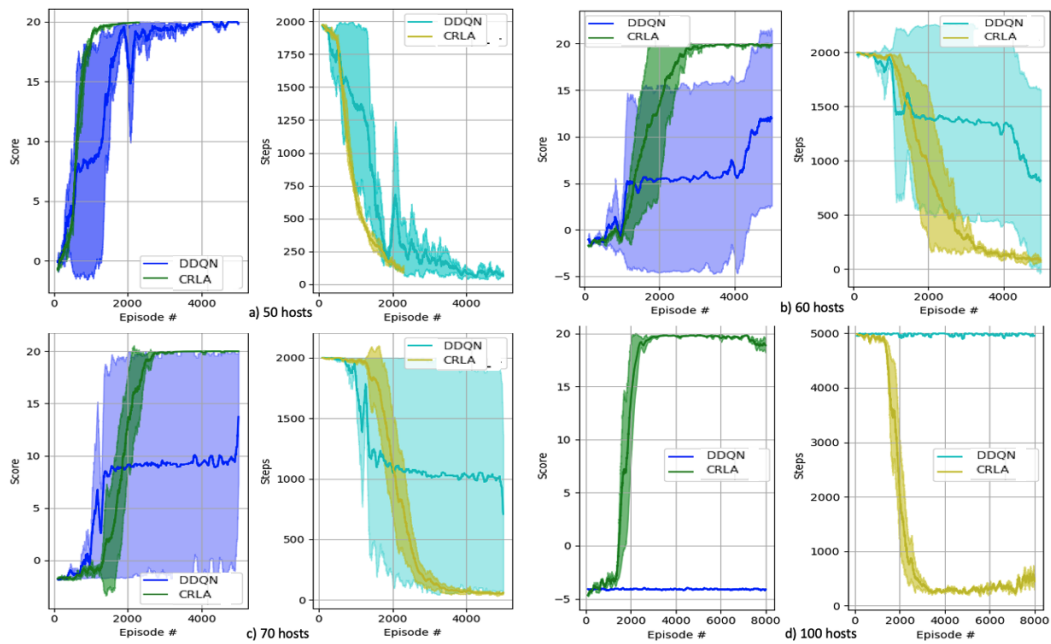 20
15
10
5
0
Score
DDQN
CRLA
0
2000
4000
Episode #
2000
1750
1500
1250
1000
750
500
250
0
Steps
DDQN
CRLA
0
2000
4000
Episode #
a) 50 hosts
20
15
10
5
0
−5
Score
DDQN
CRLA
0
2000
4000
Episode #
2000
1500
1000
500
0
Steps
DDQN
CRLA
0
2000
4000
Episode #
b) 60 hosts
20
15
10
5
0
Score
DDQN
CRLA
0
2000
4000
Episode #
2000
1500
1000
500
0
Steps
DDQN
CRLA
0
2000
4000
Episode #
c) 70 hosts
20
15
10
5
0
−5
Score
DDQN
CRLA
0
2000
4000
6000
8000
Episode #
5000
4000
3000
2000
1000
0
Steps
DDQN
CRLA
0
2000
4000
6000
8000
Episode #
d) 100 hosts